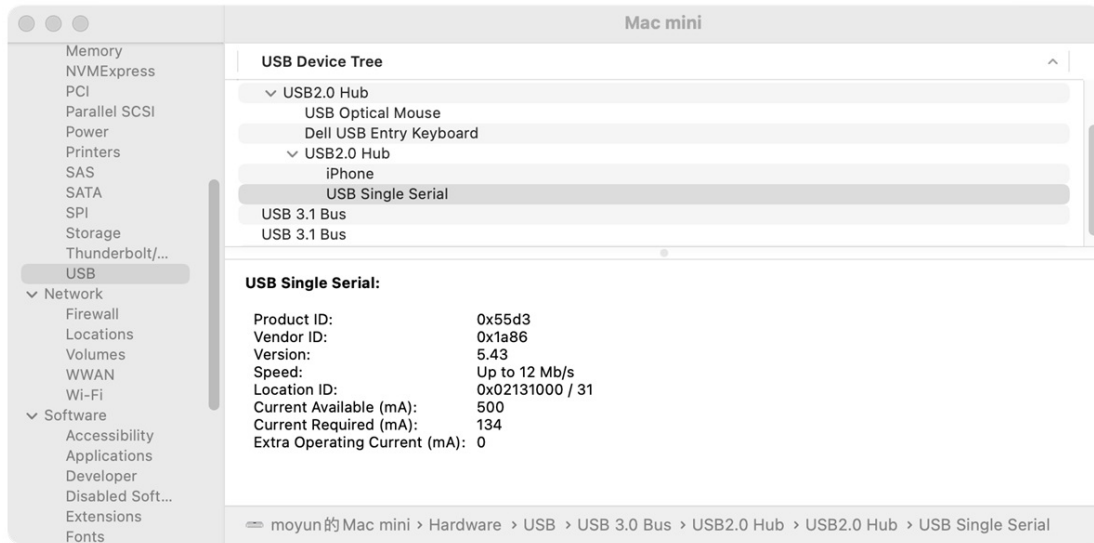 Mac mini
Memory
NVMExpress
PCI
Parallel SCSI
Power
Printers
SAS
SATA
SPI
Storage
Thunderbolt/...
USB
Network
Firewall
Locations
Volumes
WWAN
Wi-Fi
Software
Accessibility
Applications
Developer
Disabled Soft...
Extensions
Fonts
USB Device Tree
USB2.0 Hub
USB Optical Mouse
Dell USB Entry Keyboard
USB2.0 Hub
iPhone
USB Single Serial
USB 3.1 Bus
USB 3.1 Bus
USB Single Serial:
Product ID: 0x55d3
Vendor ID: 0x1a86
Version: 5.43
Speed: Up to 12 Mb/s
Location ID: 0x02131000 / 31
Current Available (mA): 500
Current Required (mA): 134
Extra Operating Current (mA): 0
moyun的 Mac mini › Hardware › USB › USB 3.0 Bus › USB2.0 Hub › USB2.0 Hub › USB Single Serial